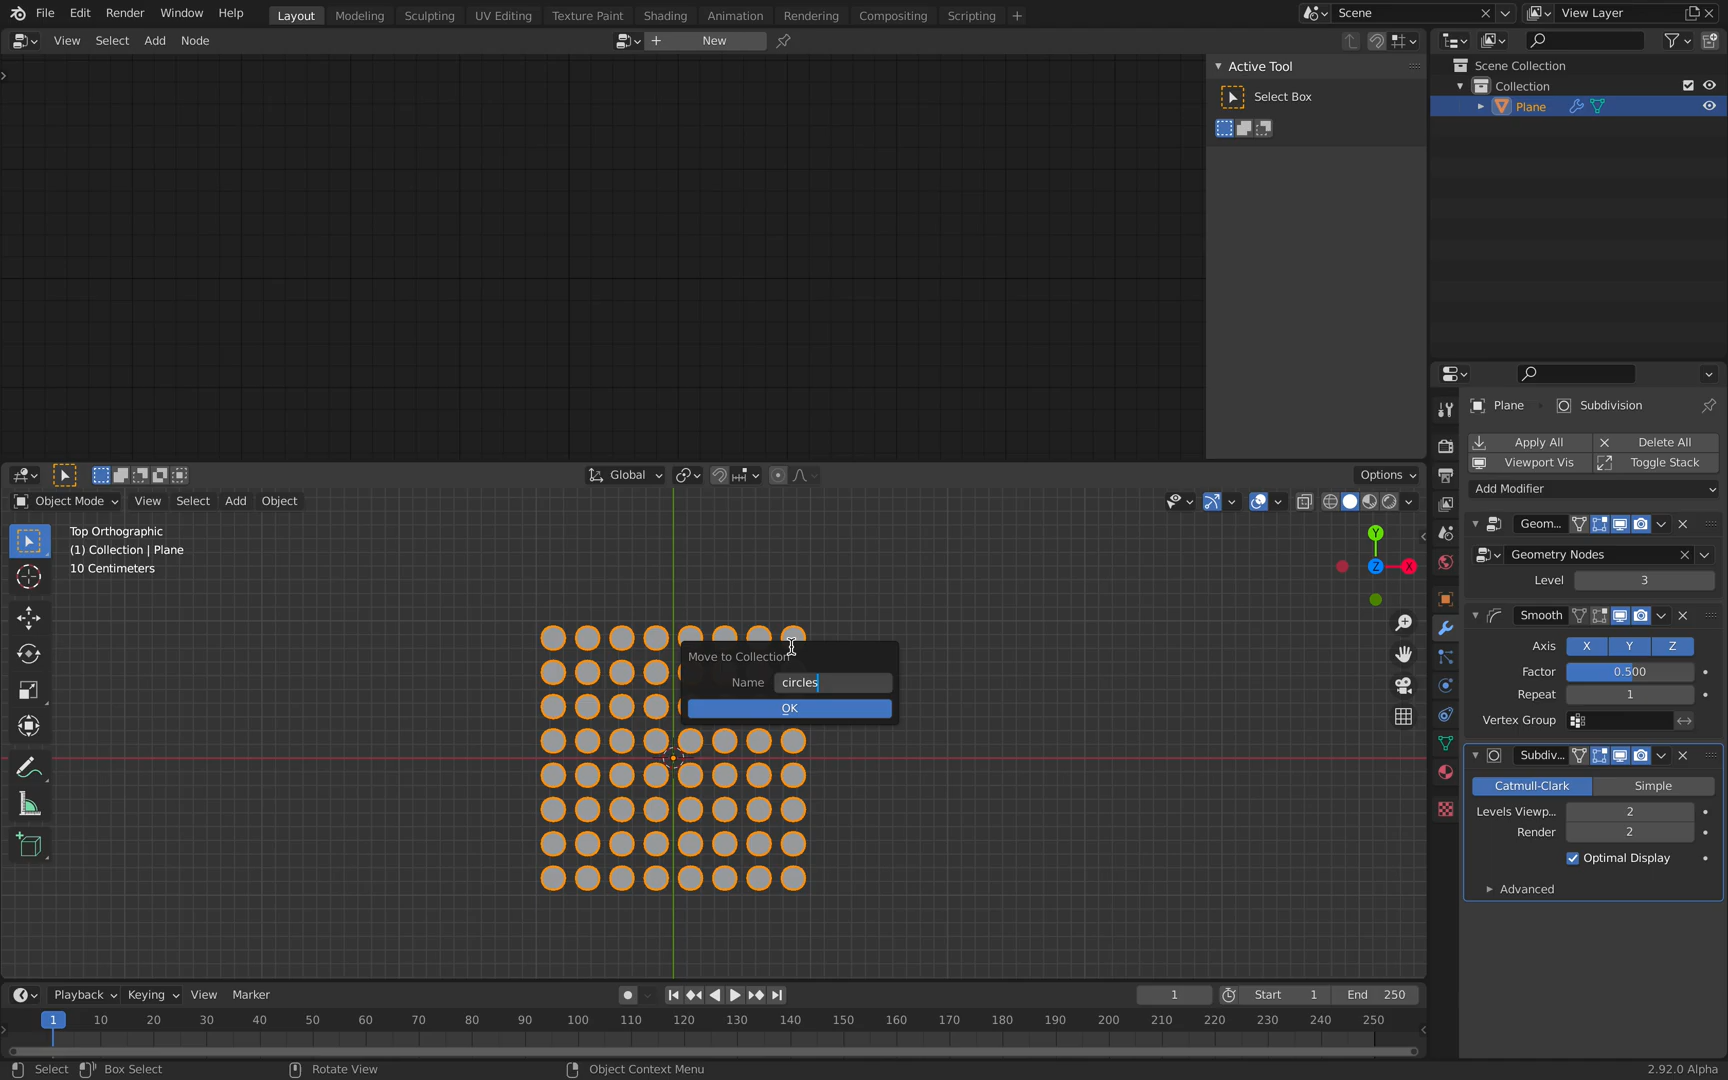 File Edit Render Window Help Layout Modeling Sculpting UV Editing Texture Paint Shading Animation Rendering Compositing Scripting + Scene View Layer
View Select Add Node New
Active Tool
Select Box
Scene Collection
Collection
Plane
Plane Subdivision
Apply All Delete All
Viewport Vis Toggle Stack
Add Modifier
Geom...
Geometry Nodes
Level 3
Smooth
Axis X Y Z
Factor 0.500
Repeat 1
Vertex Group
Subdiv...
Catmull-Clark Simple
Levels Viewp... 2
Render 2
Optimal Display
Advanced
Global Options
Object Mode View Select Add Object
Top Orthographic
(1) Collection | Plane
10 Centimeters
Y
Z X
Move to Collection
Name circles
OK
Playback Keying View Marker 1 Start 1 End 250
1 10 20 30 40 50 60 70 80 90 100 110 120 130 140 150 160 170 180 190 200 210 220 230 240 250
Select Box Select Rotate View Object Context Menu 2.92.0 Alpha